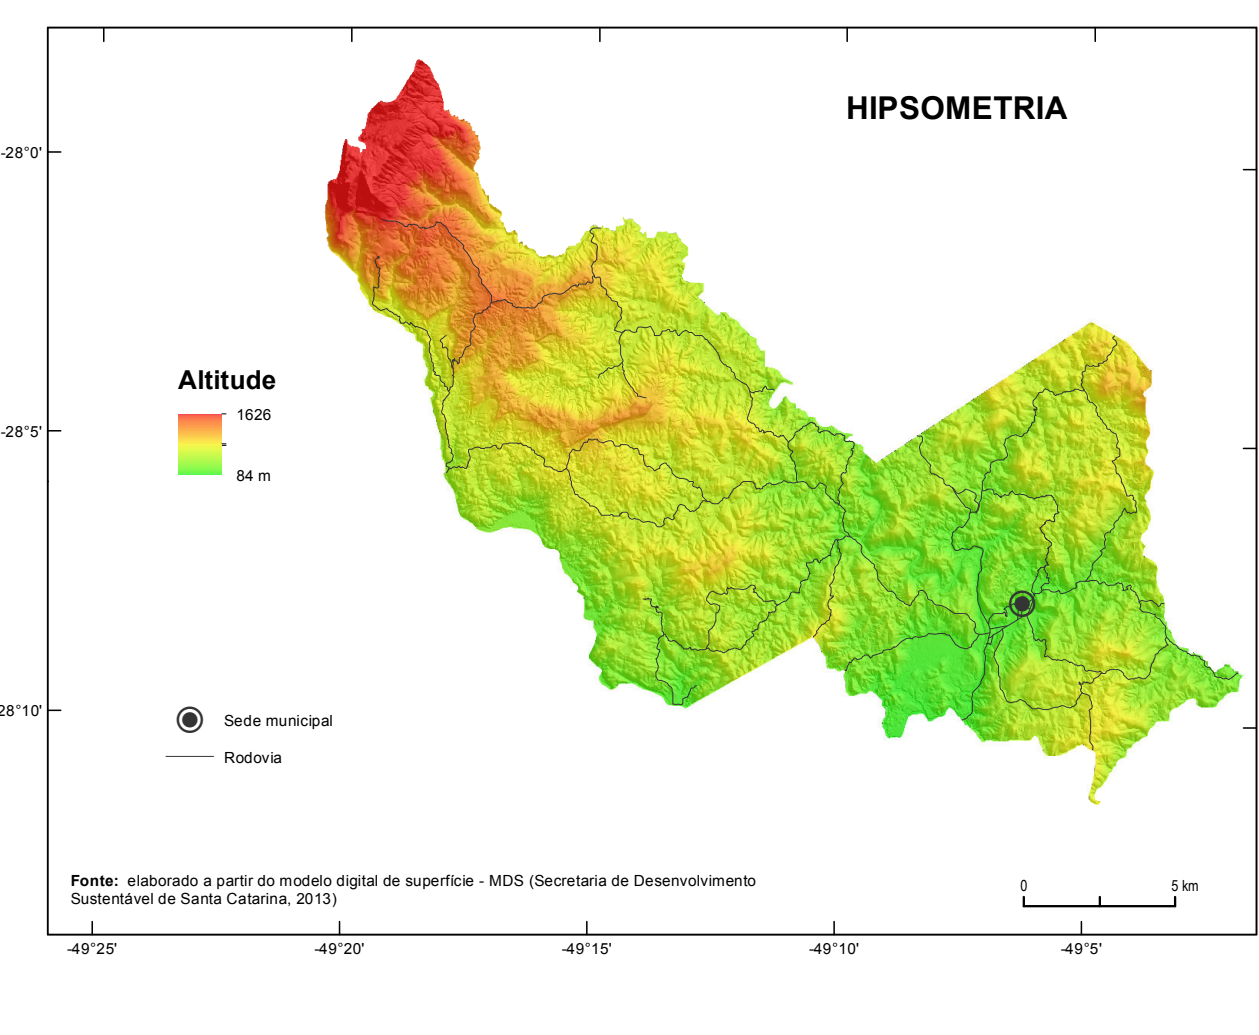 HIPSOMETRIA
-28°0'
Altitude
1626
84 m
-28°5'
-28°10'
Sede municipal
Rodovia
Fonte: elaborado a partir do modelo digital de superfície - MDS (Secretaria de Desenvolvimento
Sustentável de Santa Catarina, 2013)
0 5 km
-49°25' -49°20' -49°15' -49°10' -49°5'